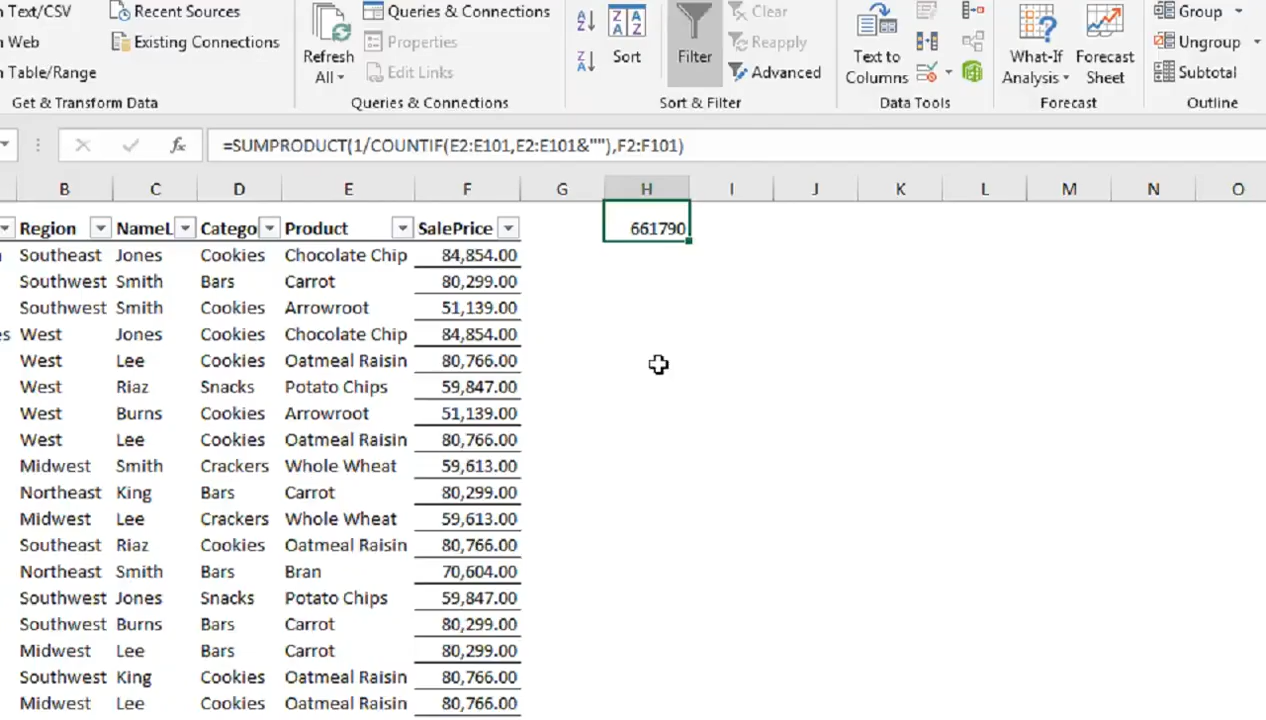 n Text/CSV Recent Sources Queries & Connections Clear Group
n Web Existing Connections Refresh All Properties Sort Filter Reapply Text to Columns What-If Analysis Forecast Sheet Ungroup
n Table/Range Edit Links Advanced Subtotal
Get & Transform Data Queries & Connections Sort & Filter Data Tools Forecast Outline
fx =SUMPRODUCT(1/COUNTIF(E2:E101,E2:E101&""),F2:F101)
B C D E F G H I J K L M N O
Region NameL Catego Product SalePrice 661790
Southeast Jones Cookies Chocolate Chip 84,854.00
Southwest Smith Bars Carrot 80,299.00
Southwest Smith Cookies Arrowroot 51,139.00
es West Jones Cookies Chocolate Chip 84,854.00
West Lee Cookies Oatmeal Raisin 80,766.00
West Riaz Snacks Potato Chips 59,847.00
West Burns Cookies Arrowroot 51,139.00
West Lee Cookies Oatmeal Raisin 80,766.00
Midwest Smith Crackers Whole Wheat 59,613.00
Northeast King Bars Carrot 80,299.00
Midwest Lee Crackers Whole Wheat 59,613.00
Southeast Riaz Cookies Oatmeal Raisin 80,766.00
Northeast Smith Bars Bran 70,604.00
Southwest Jones Snacks Potato Chips 59,847.00
Southwest Burns Bars Carrot 80,299.00
Midwest Lee Bars Carrot 80,299.00
Southwest King Cookies Oatmeal Raisin 80,766.00
Midwest Lee Cookies Oatmeal Raisin 80,766.00